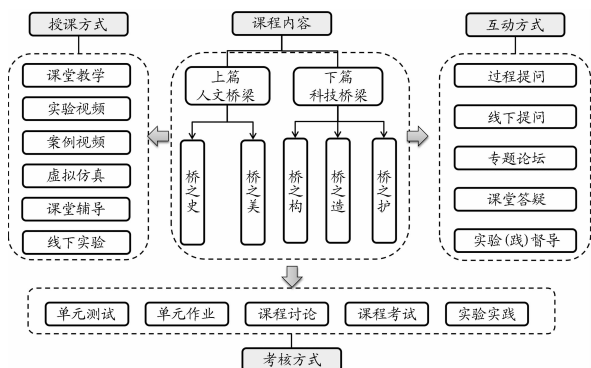 授课方式
课堂教学
实验视频
案例视频
虚拟仿真
课堂辅导
线下实验
课程内容
上篇
人文桥梁
下篇
科技桥梁
桥之史
桥之美
桥之构
桥之造
桥之护
互动方式
过程提问
线下提问
专题论坛
课堂答疑
实验(践)督导
单元测试
单元作业
课程讨论
课程考试
实验实践
考核方式